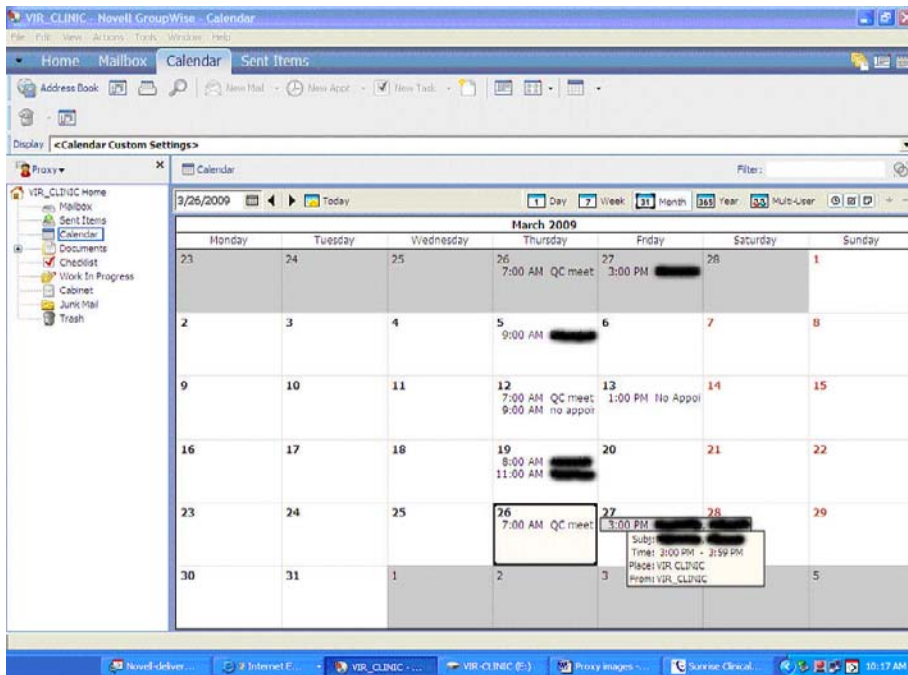 VIR_CLINIC - Novell GroupWise - Calendar
File Edit View Actions Tools Window Help
Home Mailbox Calendar Sent Items
Address Book New Mail New Appt New Task
Display <Calendar Custom Settings>
Proxy Calendar Filter:
VIR_CLINIC Home
Mailbox
Sent Items
Calendar
Documents
Checklist
Work In Progress
Cabinet
Junk Mail
Trash
3/26/2009 Today 1 Day 7 Week 31 Month 365 Year Multi-User
March 2009
Monday Tuesday Wednesday Thursday Friday Saturday Sunday
23 24 25 26 27 28 1
7:00 AM QC meet 3:00 PM
2 3 4 5 6 7 8
9:00 AM
9 10 11 12 13 14 15
7:00 AM QC meet 1:00 PM No Appoi
9:00 AM no appoin
16 17 18 19 20 21 22
8:00 AM
11:00 AM
23 24 25 26 27 28 29
7:00 AM QC meet 3:00 PM
Subj:
Time: 3:00 PM - 3:59 PM
Place: VIR CLINIC
From: VIR_CLINIC
30 31 1 2 3 5
Novell-deliver... 2 Internet E... VIR_CLINIC - ... VIR-CLINIC (E:) Proxy images -... Sunrise Clinical... 10:17 AM